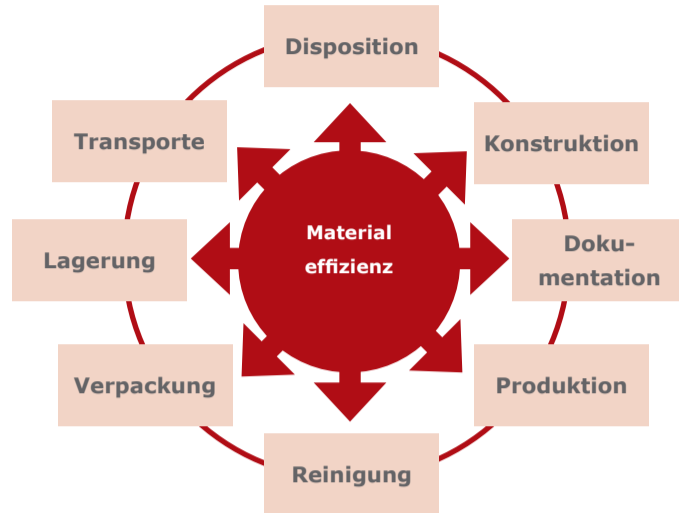 Disposition
Transporte
Konstruktion
Material
effizienz
Lagerung
Doku-
mentation
Verpackung
Produktion
Reinigung